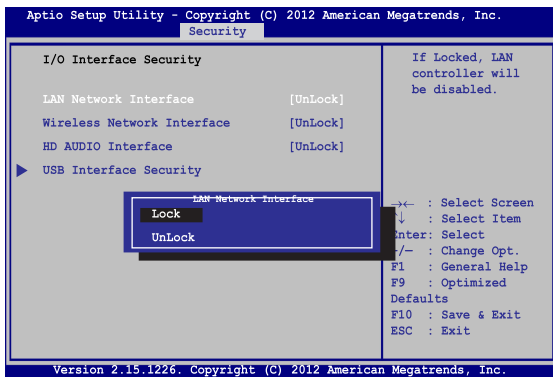 Aptio Setup Utility - Copyright (C) 2012 American Megatrends, Inc.
Security
I/O Interface Security
LAN Network Interface [UnLock]
Wireless Network Interface [UnLock]
HD AUDIO Interface [UnLock]
USB Interface Security
LAN Network Interface
Lock
UnLock
If Locked, LAN
controller will
be disabled.
→← : Select Screen
↑↓ : Select Item
Enter: Select
+/— : Change Opt.
F1 : General Help
F9 : Optimized
Defaults
F10 : Save & Exit
ESC : Exit
Version 2.15.1226. Copyright (C) 2012 American Megatrends, Inc.